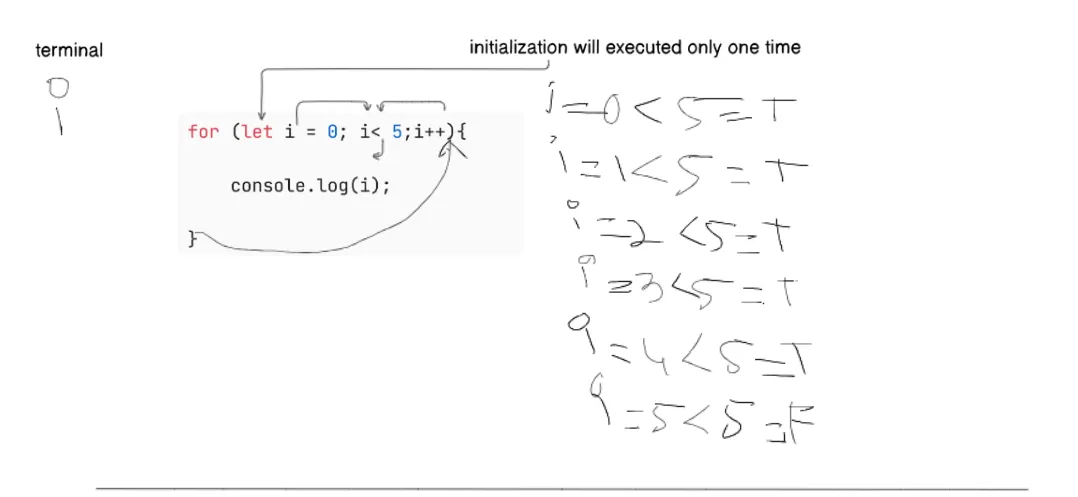 terminal
0
1
initialization will executed only one time
for (let i = 0; i< 5;i++){
console.log(i);
}
i=0<5=T
i=1<5=T
i=2<5=T
i=3<5=T
i=4<5=T
i=5<5=F